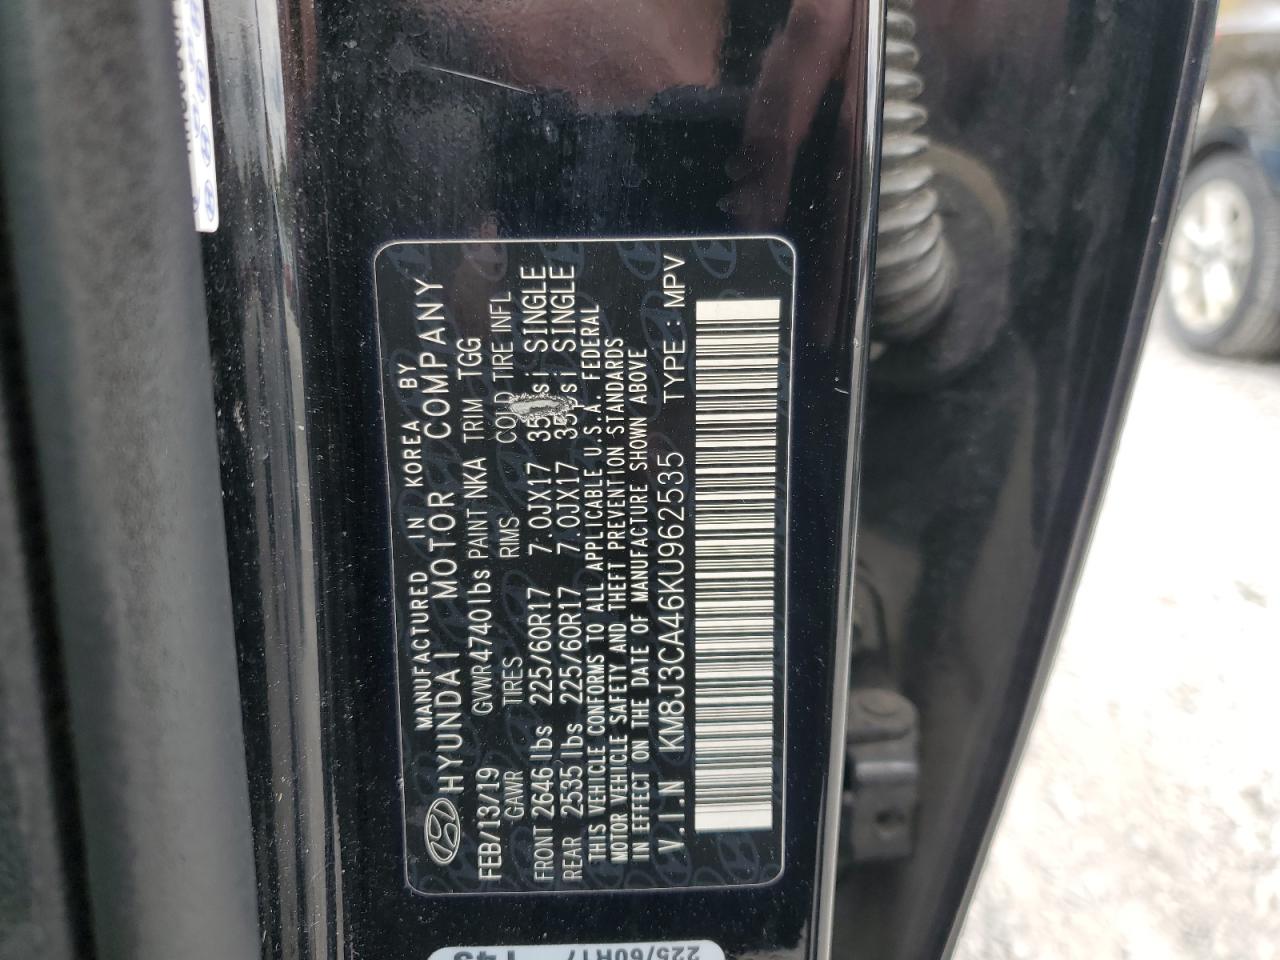 MANUFACTURED IN KOREA BY
HYUNDAI MOTOR COMPANY
FEB/13/19 GVWR 4740lbs PAINT NKA TRIM TGG
GAWR TIRES RIMS COLD TIRE INFL
FRONT 2646lbs 225/60R17 7.0JX17 35psi SINGLE
REAR 2535lbs 225/60R17 7.0JX17 35psi SINGLE
THIS VEHICLE CONFORMS TO ALL APPLICABLE U.S.A. FEDERAL
MOTOR VEHICLE SAFETY AND THEFT PREVENTION STANDARDS
IN EFFECT ON THE DATE OF MANUFACTURE SHOWN ABOVE
V.I.N KM8J3CA46KU962535 TYPE : MPV
225/60R17